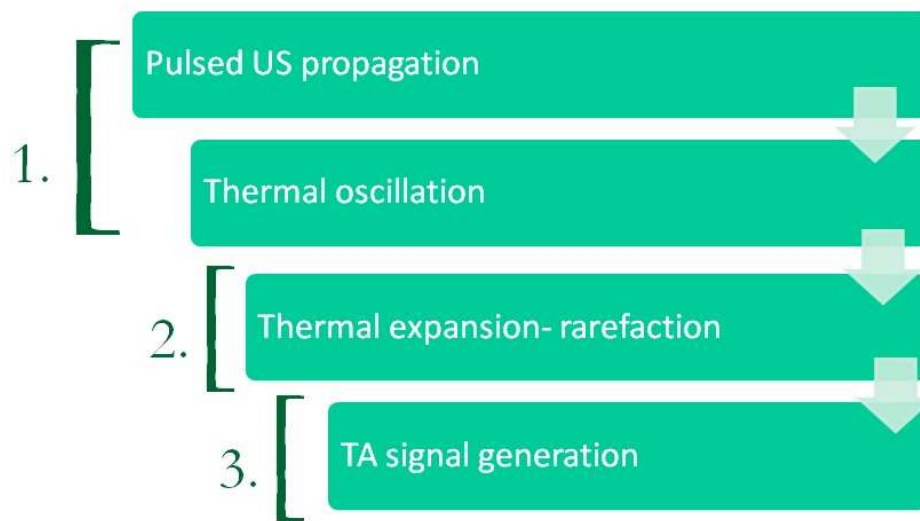 Pulsed US propagation
1.
Thermal oscillation
2.
Thermal expansion- rarefaction
3.
TA signal generation